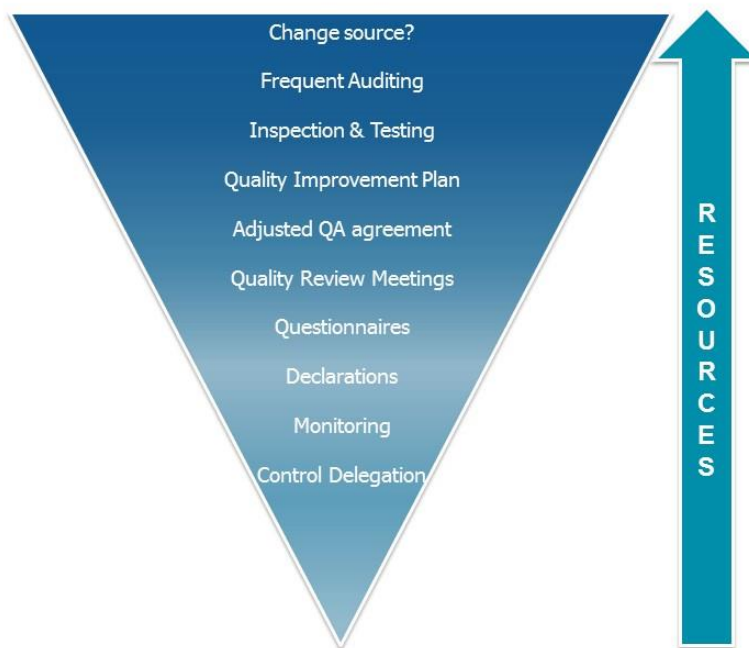 Change source?
Frequent Auditing
Inspection & Testing
Quality Improvement Plan
Adjusted QA agreement
Quality Review Meetings
Questionnaires
Declarations
Monitoring
Control Delegation
RESOURCES